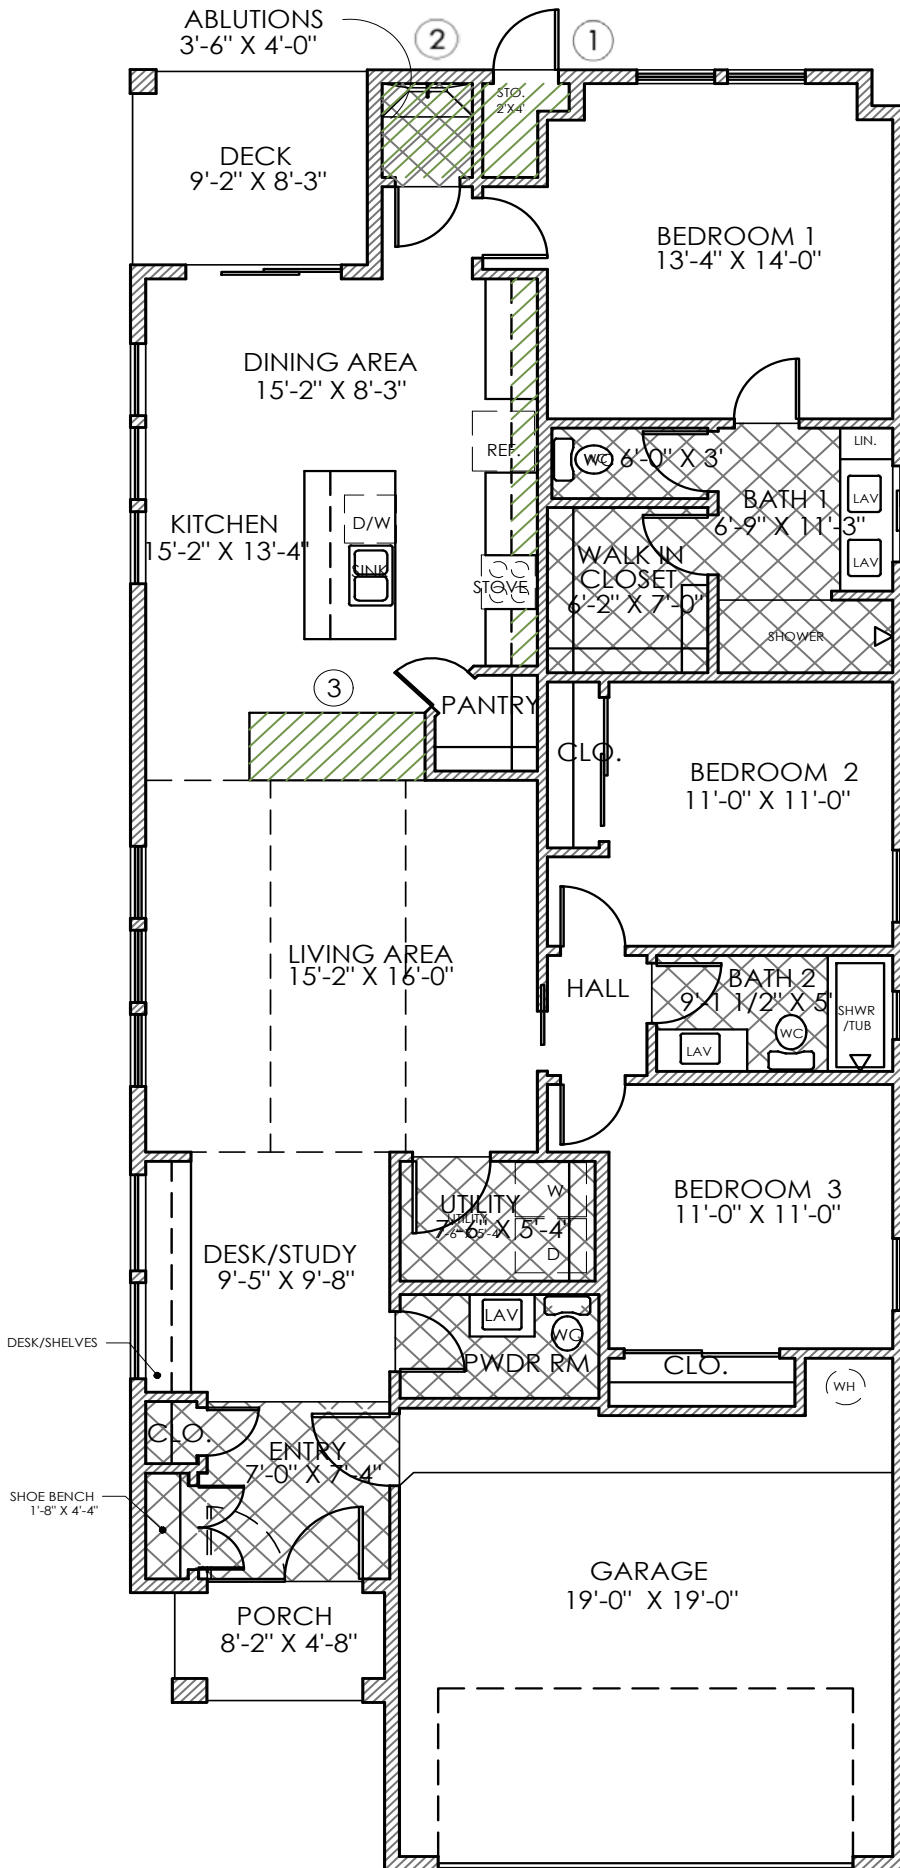 ABLUTIONS
3'-6" X 4'-0"
2
1
STO.
2'X4'
DECK
9'-2" X 8'-3"
BEDROOM 1
13'-4" X 14'-0"
DINING AREA
15'-2" X 8'-3"
REF.
WC 6'-0" X 3'
LIN.
LAV
BATH 1
6'-9" X 11'-3"
LAV
KITCHEN
15'-2" X 13'-4"
D/W
SINK
STOVE
WALK IN
CLOSET
6'-2" X 7'-0"
SHOWER
3
PANTRY
CLO.
BEDROOM 2
11'-0" X 11'-0"
LIVING AREA
15'-2" X 16'-0"
HALL
BATH 2
9'-1 1/2" X 5'
SHWR
/TUB
WC
LAV
UTILITY
7'-6" X 5'-4"
UTILITY
7'-6" X 5'-4"
W
D
BEDROOM 3
11'-0" X 11'-0"
DESK/STUDY
9'-5" X 9'-8"
DESK/SHELVES
LAV
WC
PWDR RM
CLO.
WH
CLO.
ENTRY
7'-0" X 7'-4"
SHOE BENCH
1'-8" X 4'-4"
GARAGE
19'-0" X 19'-0"
PORCH
8'-2" X 4'-8"